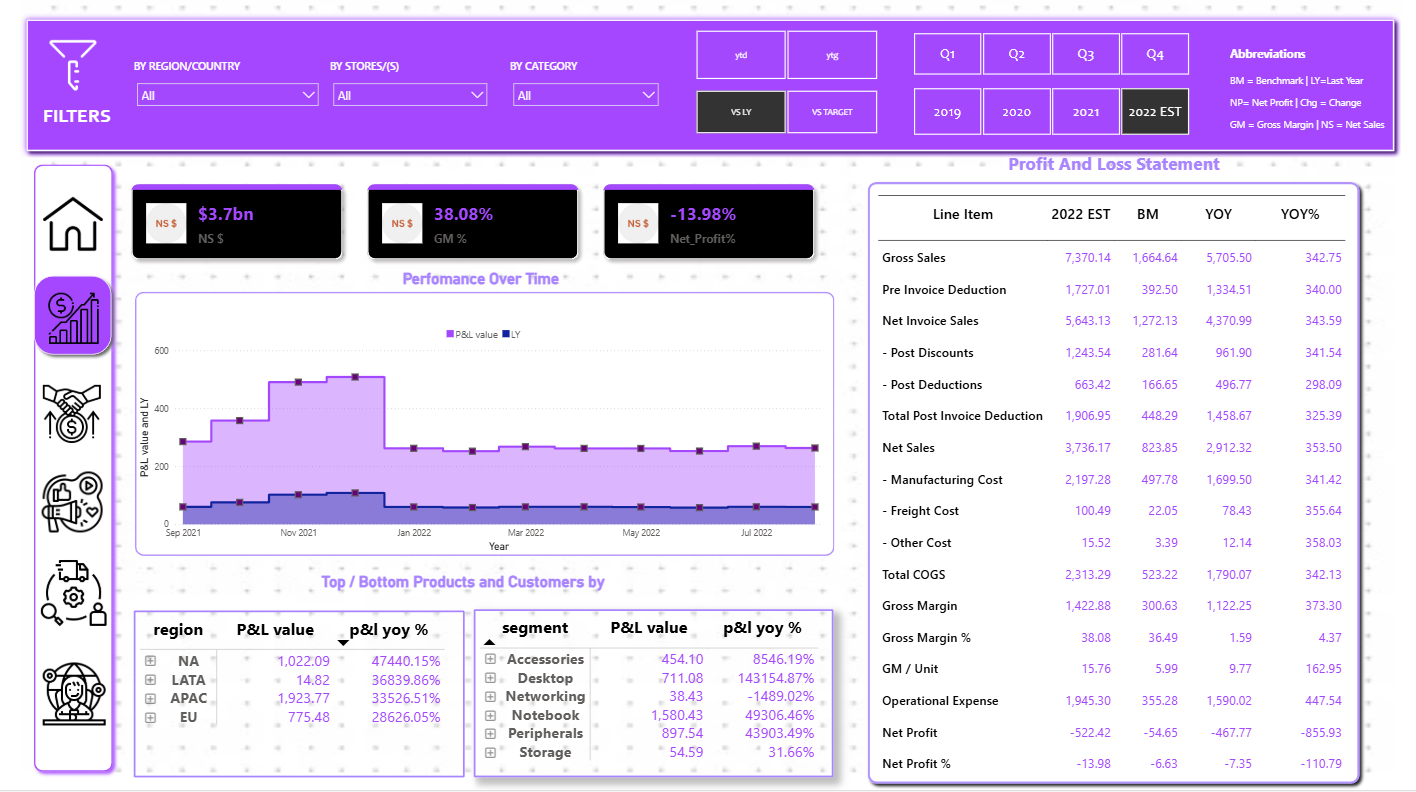 FILTERS
BY REGION/COUNTRY
All
BY STORES/(S)
All
BY CATEGORY
All
ytd
ytg
VS LY
VS TARGET
Q1
Q2
Q3
Q4
2019
2020
2021
2022 EST
Abbreviations
BM = Benchmark | LY=Last Year
NP= Net Profit | Chg = Change
GM = Gross Margin | NS = Net Sales
NS $
$3.7bn
NS $
NS $
38.08%
GM %
NS $
-13.98%
Net_Profit%
Perfomance Over Time
P&L value LY
P&L value and LY
600
400
200
0
Sep 2021 Nov 2021 Jan 2022 Mar 2022 May 2022 Jul 2022
Year
Top / Bottom Products and Customers by
region P&L value p&l yoy %
NA 1,022.09 47440.15%
LATA 14.82 36839.86%
APAC 1,923.77 33526.51%
EU 775.48 28626.05%
segment P&L value p&l yoy %
Accessories 454.10 8546.19%
Desktop 711.08 143154.87%
Networking 38.43 -1489.02%
Notebook 1,580.43 49306.46%
Peripherals 897.54 43903.49%
Storage 54.59 31.66%
Profit And Loss Statement
Line Item 2022 EST BM YOY YOY%
Gross Sales 7,370.14 1,664.64 5,705.50 342.75
Pre Invoice Deduction 1,727.01 392.50 1,334.51 340.00
Net Invoice Sales 5,643.13 1,272.13 4,370.99 343.59
- Post Discounts 1,243.54 281.64 961.90 341.54
- Post Deductions 663.42 166.65 496.77 298.09
Total Post Invoice Deduction 1,906.95 448.29 1,458.67 325.39
Net Sales 3,736.17 823.85 2,912.32 353.50
- Manufacturing Cost 2,197.28 497.78 1,699.50 341.42
- Freight Cost 100.49 22.05 78.43 355.64
- Other Cost 15.52 3.39 12.14 358.03
Total COGS 2,313.29 523.22 1,790.07 342.13
Gross Margin 1,422.88 300.63 1,122.25 373.30
Gross Margin % 38.08 36.49 1.59 4.37
GM / Unit 15.76 5.99 9.77 162.95
Operational Expense 1,945.30 355.28 1,590.02 447.54
Net Profit -522.42 -54.65 -467.77 -855.93
Net Profit % -13.98 -6.63 -7.35 -110.79